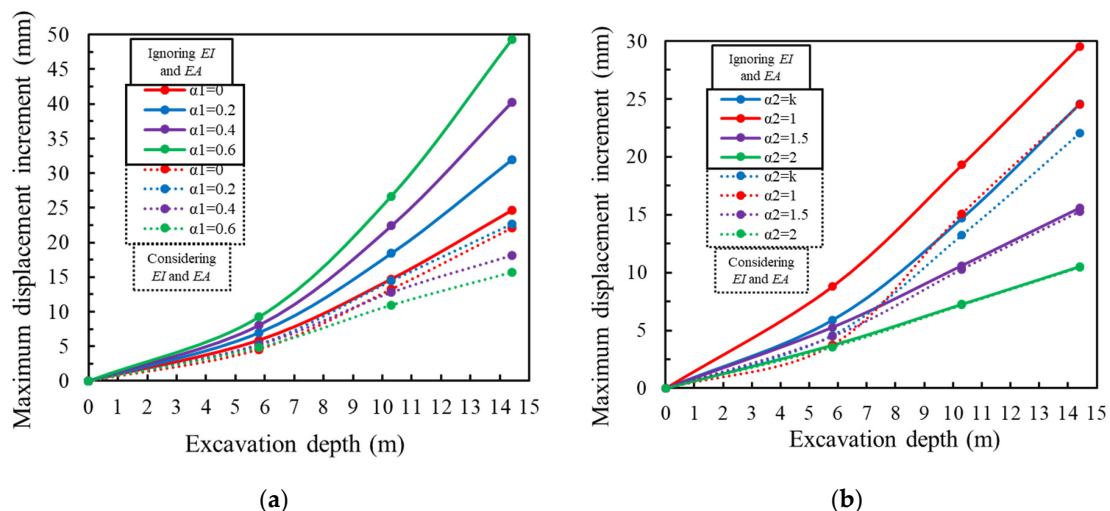 Maximum displacement increment (mm)
50
45
40
35
30
25
20
15
10
5
0
Ignoring EI
and EA
α1=0
α1=0.2
α1=0.4
α1=0.6
α1=0
α1=0.2
α1=0.4
α1=0.6
Considering
EI and EA
0 1 2 3 4 5 6 7 8 9 10 11 12 13 14 15
Excavation depth (m)
(a)
Maximum displacement increment (mm)
30
25
20
15
10
5
0
Ignoring EI
and EA
α2=k
α2=1
α2=1.5
α2=2
α2=k
α2=1
α2=1.5
α2=2
Considering
EI and EA
0 1 2 3 4 5 6 7 8 9 10 11 12 13 14 15
Excavation depth (m)
(b)